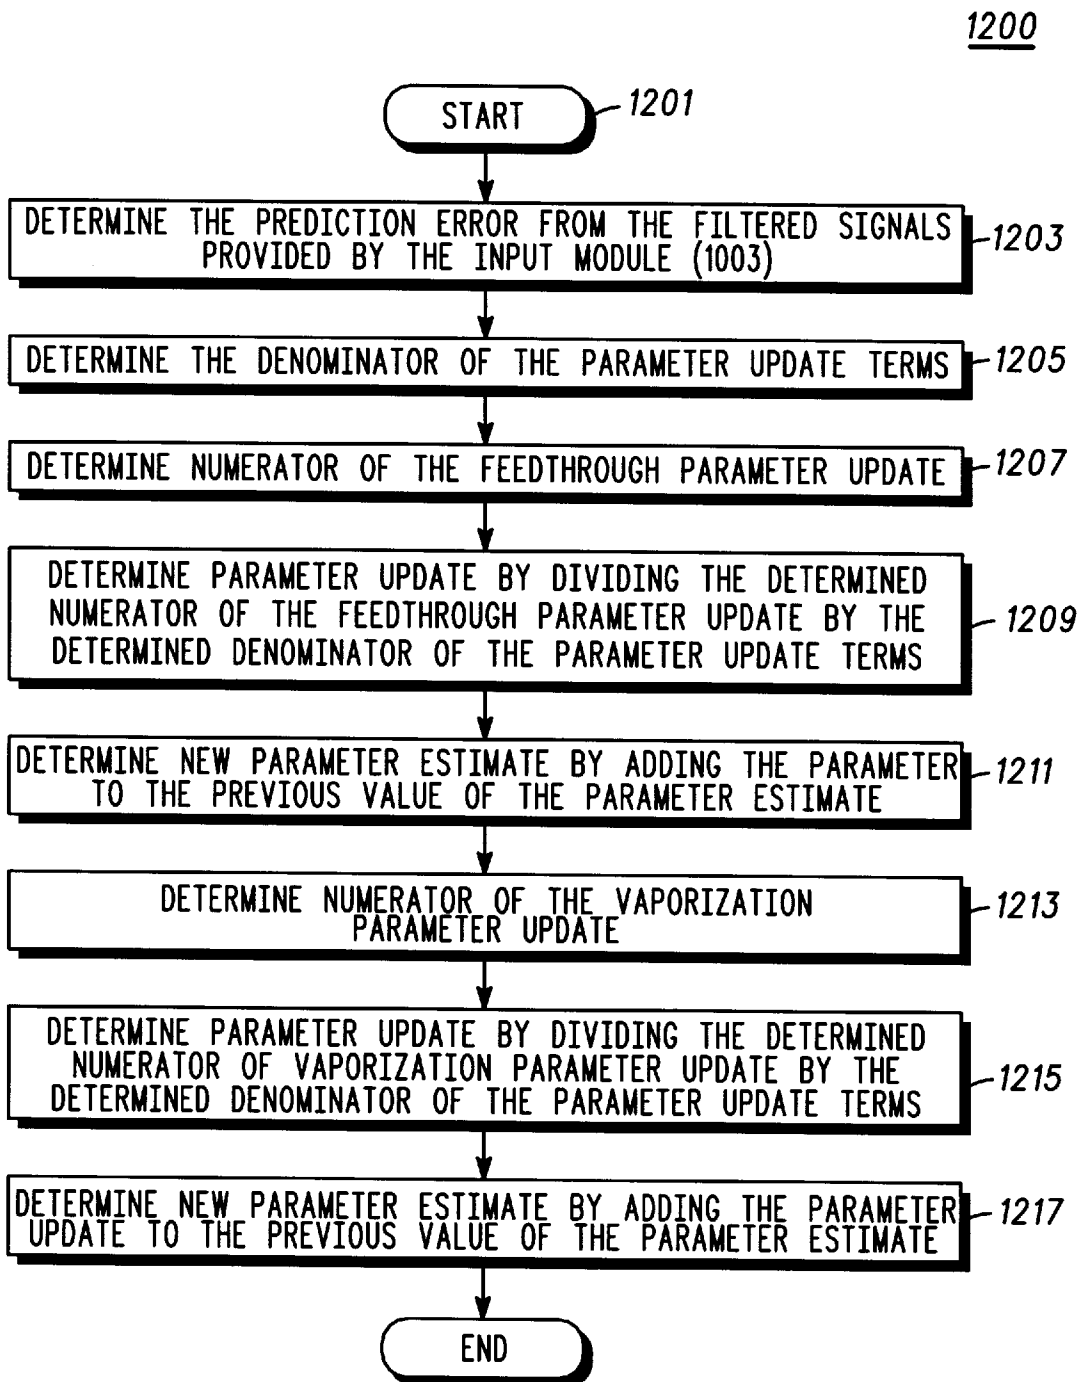 1200
START
1201
DETERMINE THE PREDICTION ERROR FROM THE FILTERED SIGNALS
PROVIDED BY THE INPUT MODULE (1003)
1203
DETERMINE THE DENOMINATOR OF THE PARAMETER UPDATE TERMS
1205
DETERMINE NUMERATOR OF THE FEEDTHROUGH PARAMETER UPDATE
1207
DETERMINE PARAMETER UPDATE BY DIVIDING THE DETERMINED
NUMERATOR OF THE FEEDTHROUGH PARAMETER UPDATE BY THE
DETERMINED DENOMINATOR OF THE PARAMETER UPDATE TERMS
1209
DETERMINE NEW PARAMETER ESTIMATE BY ADDING THE PARAMETER
TO THE PREVIOUS VALUE OF THE PARAMETER ESTIMATE
1211
DETERMINE NUMERATOR OF THE VAPORIZATION
PARAMETER UPDATE
1213
DETERMINE PARAMETER UPDATE BY DIVIDING THE DETERMINED
NUMERATOR OF VAPORIZATION PARAMETER UPDATE BY THE
DETERMINED DENOMINATOR OF THE PARAMETER UPDATE TERMS
1215
DETERMINE NEW PARAMETER ESTIMATE BY ADDING THE PARAMETER
UPDATE TO THE PREVIOUS VALUE OF THE PARAMETER ESTIMATE
1217
END